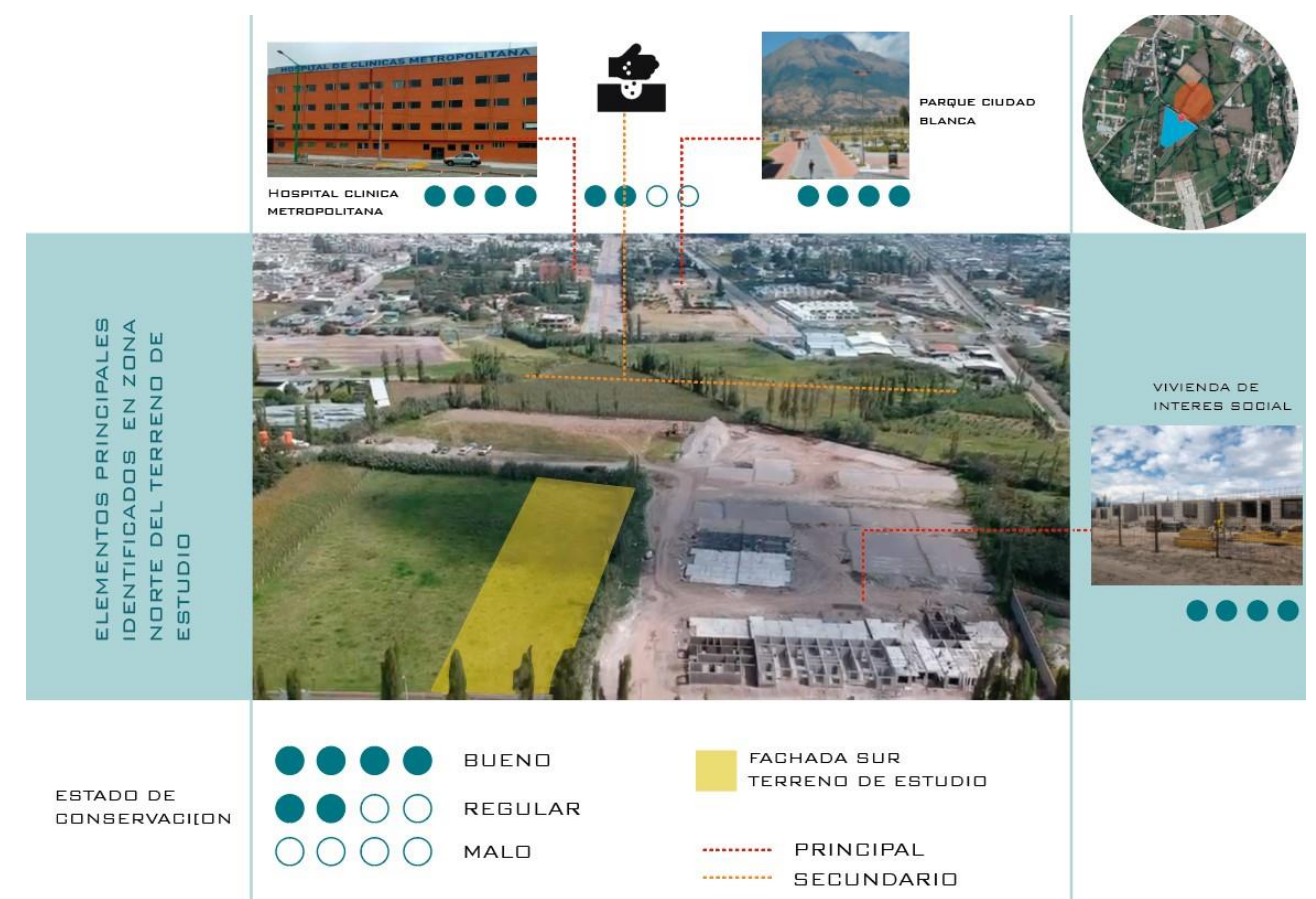 HOSPITAL DE CLINICAS METROPOLITANA
PARQUE CIUDAD
BLANCA
HOSPITAL CLINICA
METROPOLITANA
ELEMENTOS PRINCIPALES
IDENTIFICADOS EN ZONA
NORTE DEL TERRENO DE
ESTUDIO
VIVIENDA DE
INTERES SOCIAL
ESTADO DE
CONSERVACI[ON
BUENO
REGULAR
MALO
FACHADA SUR
TERRENO DE ESTUDIO
PRINCIPAL
SECUNDARIO